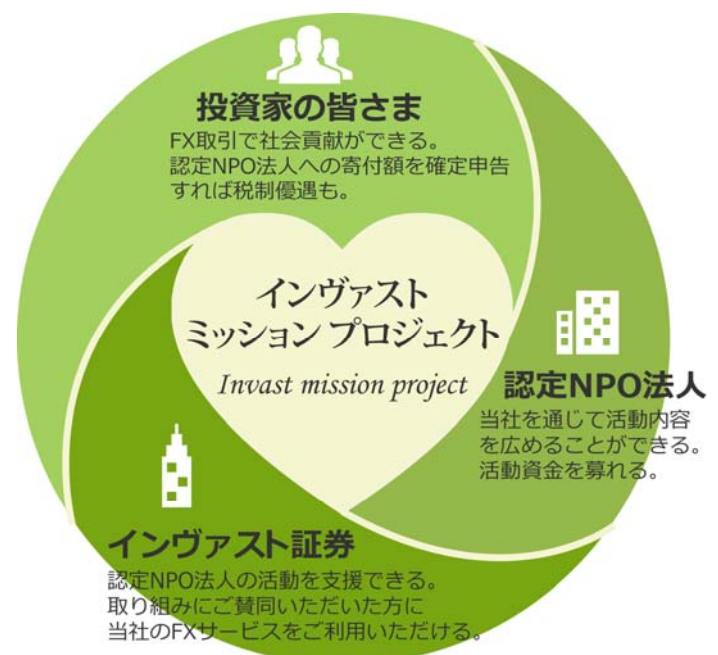 投資家の皆さま
FX取引で社会貢献ができる。
認定NPO法人への寄付額を確定申告
すれば税制優遇も。
インヴァスト
ミッション プロジェクト
Invast mission project
認定NPO法人
当社を通じて活動内容
を広めることができる。
活動資金を募れる。
インヴァスト証券
認定NPO法人の活動を支援できる。
取り組みにご賛同いただいた方に
当社のFXサービスをご利用いただける。